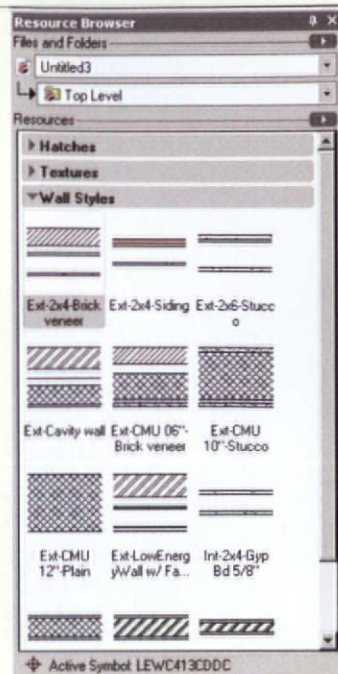 Resource Browser
Files and Folders
Untitled3
Top Level
Resources
Hatches
Textures
Wall Styles
Ext-2x4-Brick veneer
Ext-2x4-Siding
Ext-2x6-Stucc
o
Ext-Cavity wall
Ext-CMU 06"-
Brick veneer
Ext-CMU
10"-Stucco
Ext-CMU
12"-Plain
Ext-LowEnerg
yWall w/ Fa...
Int-2x4-Gyp
Bd 5/8"
Active Symbol: LEWC413CDDC